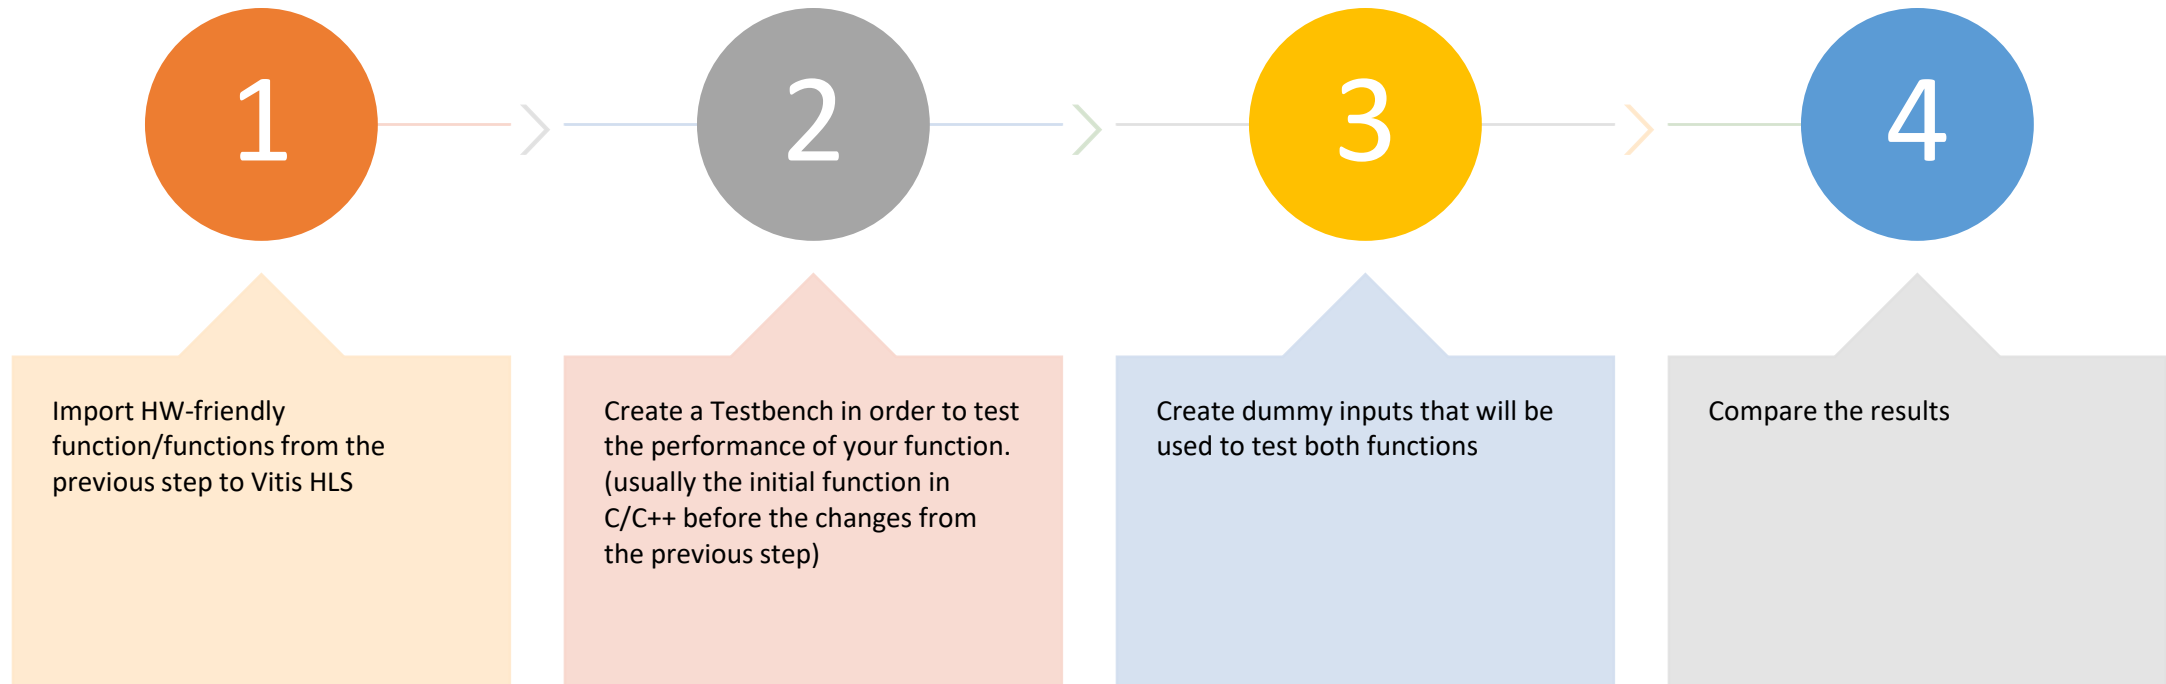 1
2
3
4
Import HW-friendly
function/functions from the
previous step to Vitis HLS
Create a Testbench in order to test
the performance of your function.
(usually the initial function in
C/C++ before the changes from
the previous step)
Create dummy inputs that will be
used to test both functions
Compare the results